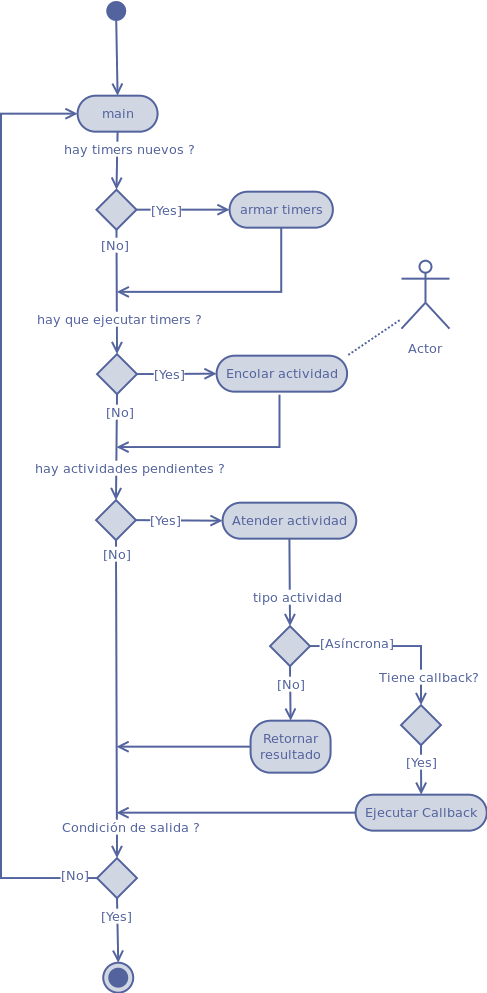 main
hay timers nuevos ?
[Yes]
armar timers
[No]
hay que ejecutar timers ?
Actor
[Yes]
Encolar actividad
[No]
hay actividades pendientes ?
[Yes]
Atender actividad
[No]
tipo actividad
[Asíncrona]
Tiene callback?
[No]
Retornar
resultado
[Yes]
Ejecutar Callback
Condición de salida ?
[No]
[Yes]